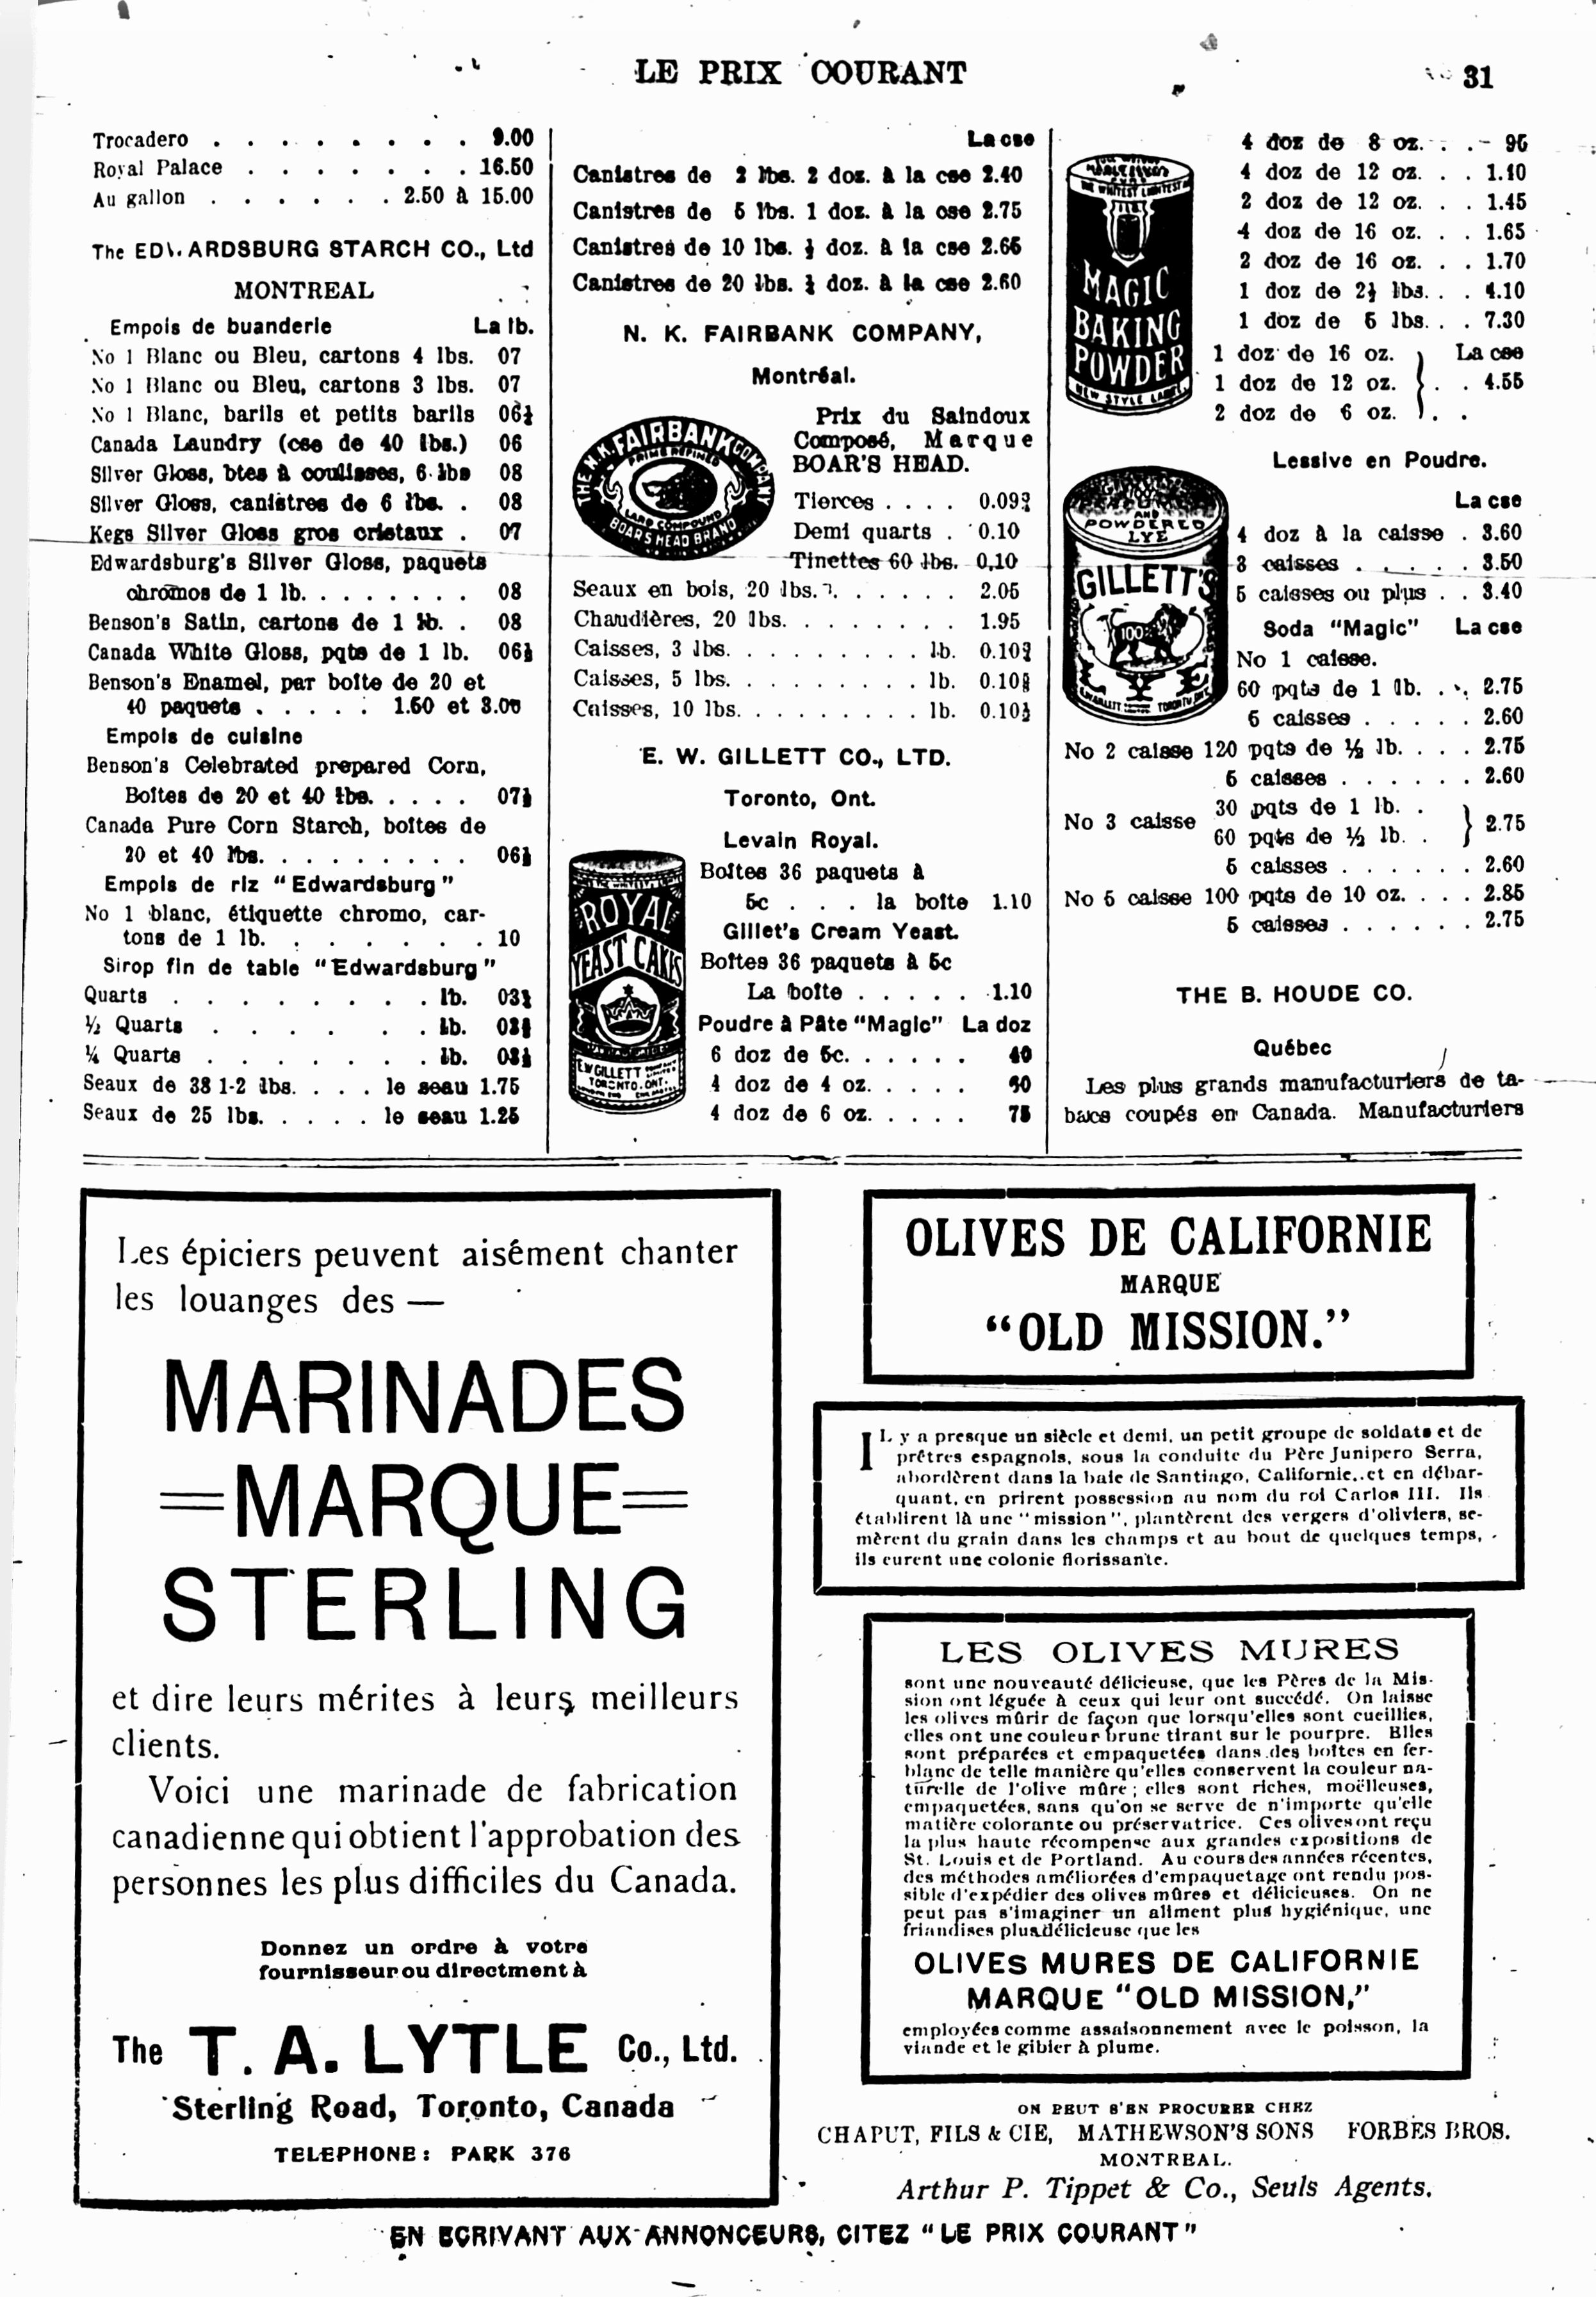 LE PRIX COURANT
31
Trocadero . . . . . . . . . 9.00
Royal Palace . . . . . . . 16.50
Au gallon . . . . . . 2.50 à 15.00
The EDWARDSBURG STARCH CO., Ltd
MONTREAL
Empois de buanderie La lb.
No 1 Blanc ou Bleu, cartons 4 lbs. 07
No 1 Blanc ou Bleu, cartons 3 lbs. 07
No 1 Blanc, barils et petits barils 06½
Canada Laundry (cse de 40 lbs.) 06
Silver Gloss, btes à coulisses, 6 lbs 08
Silver Gloss, canistres de 6 lbs. . 08
Kegs Silver Gloss gros cristaux . 07
Edwardsburg's Silver Gloss, paquets
chromos de 1 lb. . . . . . . . 08
Benson's Satin, cartons de 1 lb. . 08
Canada White Gloss, pqts de 1 lb. 06½
Benson's Enamel, par boîte de 20 et
40 paquets . . . . : 1.50 et 3.00
Empois de cuisine
Benson's Celebrated prepared Corn,
Boîtes de 20 et 40 lbs. . . . . 07½
Canada Pure Corn Starch, boîtes de
20 et 40 lbs. . . . . . . . . 06½
Empois de riz "Edwardsburg"
No 1 blanc, étiquette chromo, car-
tons de 1 lb. . . . . . . . 10
Sirop fin de table "Edwardsburg"
Quarts . . . . . . . . lb.
½ Quarts . . . . . . . lb.
¼ Quarts . . . . . . . lb.
Seaux de 38 1-2 lbs. . . . le seau 1.75
Seaux de 25 lbs. . . . . le seau 1.25
La cse
Canistres de 2 lbs. 2 doz. à la cse 2.40
Canistres de 5 lbs. 1 doz. à la cse 2.75
Canistres de 10 lbs. ½ doz. à la cse 2.65
Canistres de 20 lbs. ¼ doz. à la cse 2.60
N. K. FAIRBANK COMPANY,
Montréal.
THE N.K. FAIRBANK COMPANY
PRIME REFINED
LARD COMPOUND
BOAR'S HEAD BRAND
Prix du Saindoux
Composé, Marque
BOAR'S HEAD.
Tierces . . . . 0.09¾
Demi quarts . 0.10
Tinettes 60 lbs. 0,10
Seaux en bois, 20 lbs. . . . . . . 2.05
Chaudières, 20 lbs. . . . . . . . 1.95
Caisses, 3 lbs. . . . . . . . . lb. 0.10¾
Caisses, 5 lbs. . . . . . . . . lb. 0.10⅝
Caisses, 10 lbs. . . . . . . . lb. 0.10½
E. W. GILLETT CO., LTD.
Toronto, Ont.
Levain Royal.
ROYAL
YEAST CAKES
E.W. GILLETT
TORONTO. ONT.
Boîtes 36 paquets à
5c . . . la boîte 1.10
Gillet's Cream Yeast.
Boîtes 36 paquets à 5c
La boîte . . . . . 1.10
Poudre à Pâte "Magic" La doz
6 doz de 5c. . . . . . 40
4 doz de 4 oz. . . . .
4 doz de 6 oz. . . . . 75
MAGIC
BAKING
POWDER
NEW STYLE LABEL
4 doz de 8 oz. . . . 95
4 doz de 12 oz. . . 1.10
2 doz de 12 oz. . . 1.45
4 doz de 16 oz. . . 1.65
2 doz de 16 oz. . . 1.70
1 doz de 2½ lbs. . . 4.10
1 doz de 5 lbs. . . 7.30
1 doz de 16 oz. } La cse
1 doz de 12 oz. } . . 4.55
2 doz de 6 oz. } . .
Lessive en Poudre.
POWDERED
LYE
GILLETT'S
100%
La cse
4 doz à la caisse . 3.60
3 caisses . . . . . 3.50
5 caisses ou plus . . 3.40
Soda "Magic" La cse
No 1 caisse.
60 pqts de 1 lb. . . 2.75
5 caisses . . . . . 2.60
No 2 caisse 120 pqts de ½ lb. . . . 2.75
5 caisses . . . . . . 2.60
No 3 caisse 30 pqts de 1 lb. . } 2.75
60 pqts de ½ lb. . }
5 caisses . . . . . . 2.60
No 5 caisse 100 pqts de 10 oz. . . . 2.85
5 caisses . . . . . . 2.75
THE B. HOUDE CO.
Québec
Les plus grands manufacturiers de ta-
bacs coupés en Canada. Manufacturiers
Les épiciers peuvent aisément chanter
les louanges des —
MARINADES
=MARQUE=
STERLING
et dire leurs mérites à leurs meilleurs
clients.
Voici une marinade de fabrication
canadienne qui obtient l'approbation des
personnes les plus difficiles du Canada.
Donnez un ordre à votre
fournisseur ou directment à
The T. A. LYTLE Co., Ltd.
Sterling Road, Toronto, Canada
TELEPHONE: PARK 376
OLIVES DE CALIFORNIE
MARQUE
"OLD MISSION."
IL y a presque un siècle et demi, un petit groupe de soldats et de
prêtres espagnols, sous la conduite du Père Junipero Serra,
abordèrent dans la baie de Santiago, Californie, et en débar-
quant, en prirent possession au nom du roi Carlos III. Ils
établirent là une "mission", plantèrent des vergers d'oliviers, se-
mèrent du grain dans les champs et au bout de quelques temps,
ils eurent une colonie florissante.
LES OLIVES MURES
sont une nouveauté délicieuse, que les Pères de la Mis-
sion ont léguée à ceux qui leur ont succédé. On laisse
les olives mûrir de façon que lorsqu'elles sont cueillies,
elles ont une couleur brune tirant sur le pourpre. Elles
sont préparées et empaquetées dans des boîtes en fer-
blanc de telle manière qu'elles conservent la couleur na-
turelle de l'olive mûre; elles sont riches, moëlleuses,
empaquetées, sans qu'on se serve de n'importe qu'elle
matière colorante ou préservatrice. Ces olives ont reçu
la plus haute récompense aux grandes expositions de
St. Louis et de Portland. Au cours des années récentes,
des méthodes améliorées d'empaquetage ont rendu pos-
sible d'expédier des olives mûres et délicieuses. On ne
peut pas s'imaginer un aliment plus hygiénique, une
friandises plus délicieuse que les
OLIVES MURES DE CALIFORNIE
MARQUE "OLD MISSION,"
employées comme assaisonnement avec le poisson, la
viande et le gibier à plume.
ON PEUT S'EN PROCURER CHEZ
CHAPUT, FILS & CIE, MATHEWSON'S SONS FORBES BROS.
MONTREAL.
Arthur P. Tippet & Co., Seuls Agents.
EN ECRIVANT AUX ANNONCEURS, CITEZ "LE PRIX COURANT"